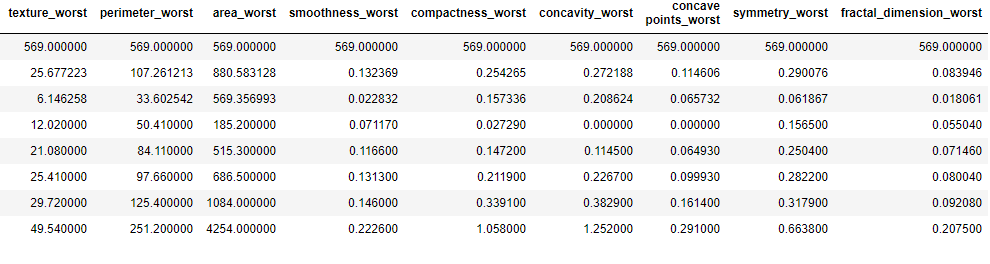 texture_worst perimeter_worst area_worst smoothness_worst compactness_worst concavity_worst concave points_worst symmetry_worst fractal_dimension_worst
569.000000 569.000000 569.000000 569.000000 569.000000 569.000000 569.000000 569.000000 569.000000
25.677223 107.261213 880.583128 0.132369 0.254265 0.272188 0.114606 0.290076 0.083946
6.146258 33.602542 569.356993 0.022832 0.157336 0.208624 0.065732 0.061867 0.018061
12.020000 50.410000 185.200000 0.071170 0.027290 0.000000 0.000000 0.156500 0.055040
21.080000 84.110000 515.300000 0.116600 0.147200 0.114500 0.064930 0.250400 0.071460
25.410000 97.660000 686.500000 0.131300 0.211900 0.226700 0.099930 0.282200 0.080040
29.720000 125.400000 1084.000000 0.146000 0.339100 0.382900 0.161400 0.317900 0.092080
49.540000 251.200000 4254.000000 0.222600 1.058000 1.252000 0.291000 0.663800 0.207500